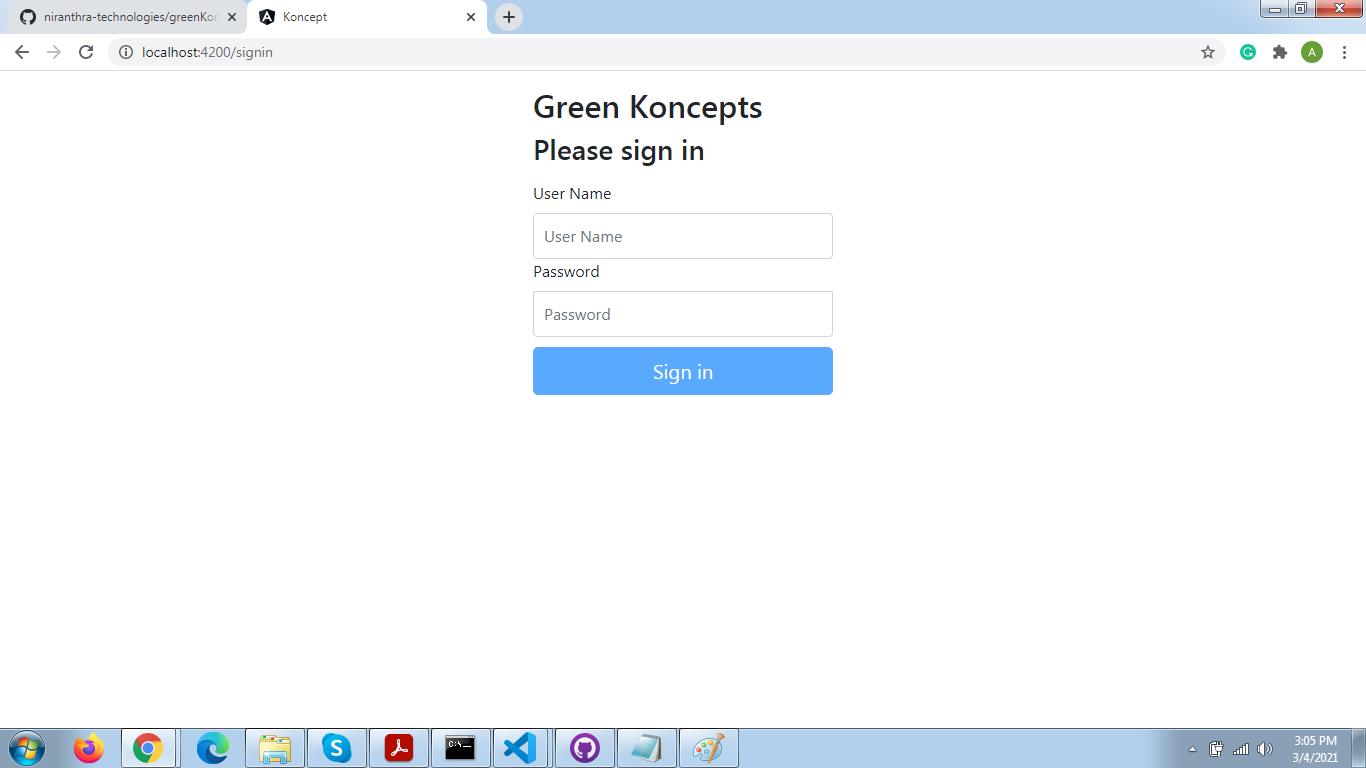 niranthra-technologies/greenKon
Koncept
localhost:4200/signin
A
Green Koncepts
Please sign in
User Name
User Name
Password
Password
Sign in
3:05 PM
3/4/2021